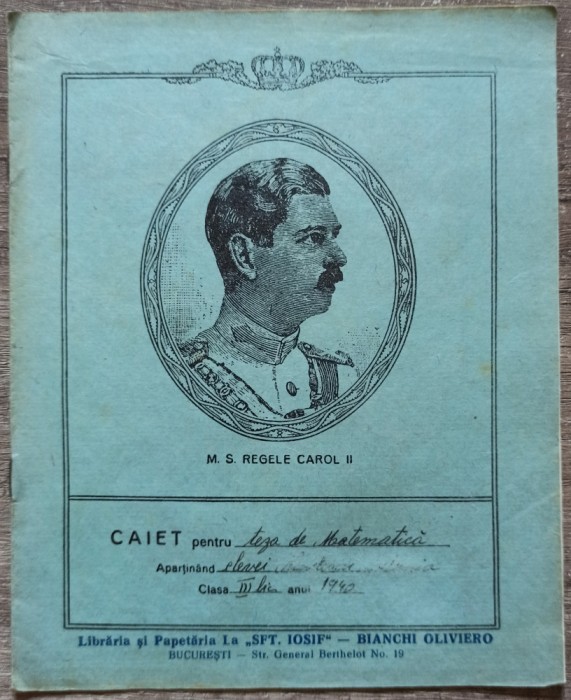 M. S. REGELE CAROL II
CAIET pentru teza de Matematică
Aparținând elevei
Clasa III lic anul 1940
Librăria și Papetăria La „SFT. IOSIF“ — BIANCHI OLIVIERO
BUCUREȘTI — Str. General Berthelot No. 19